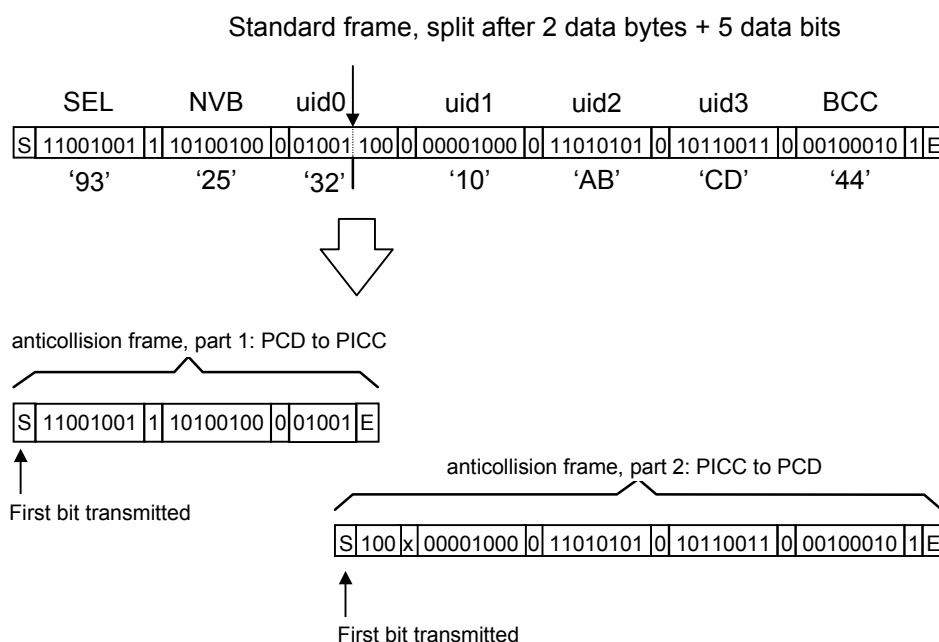 Standard frame, split after 2 data bytes + 5 data bits
SEL NVB uid0 uid1 uid2 uid3 BCC
S 11001001 1 10100100 0 01001 100 0 00001000 0 11010101 0 10110011 0 00100010 1 E
‘93’ ‘25’ ‘32’ ‘10’ ‘AB’ ‘CD’ ‘44’
anticollision frame, part 1: PCD to PICC
S 11001001 1 10100100 0 01001 E
First bit transmitted
anticollision frame, part 2: PICC to PCD
S 100 x 00001000 0 11010101 0 10110011 0 00100010 1 E
First bit transmitted